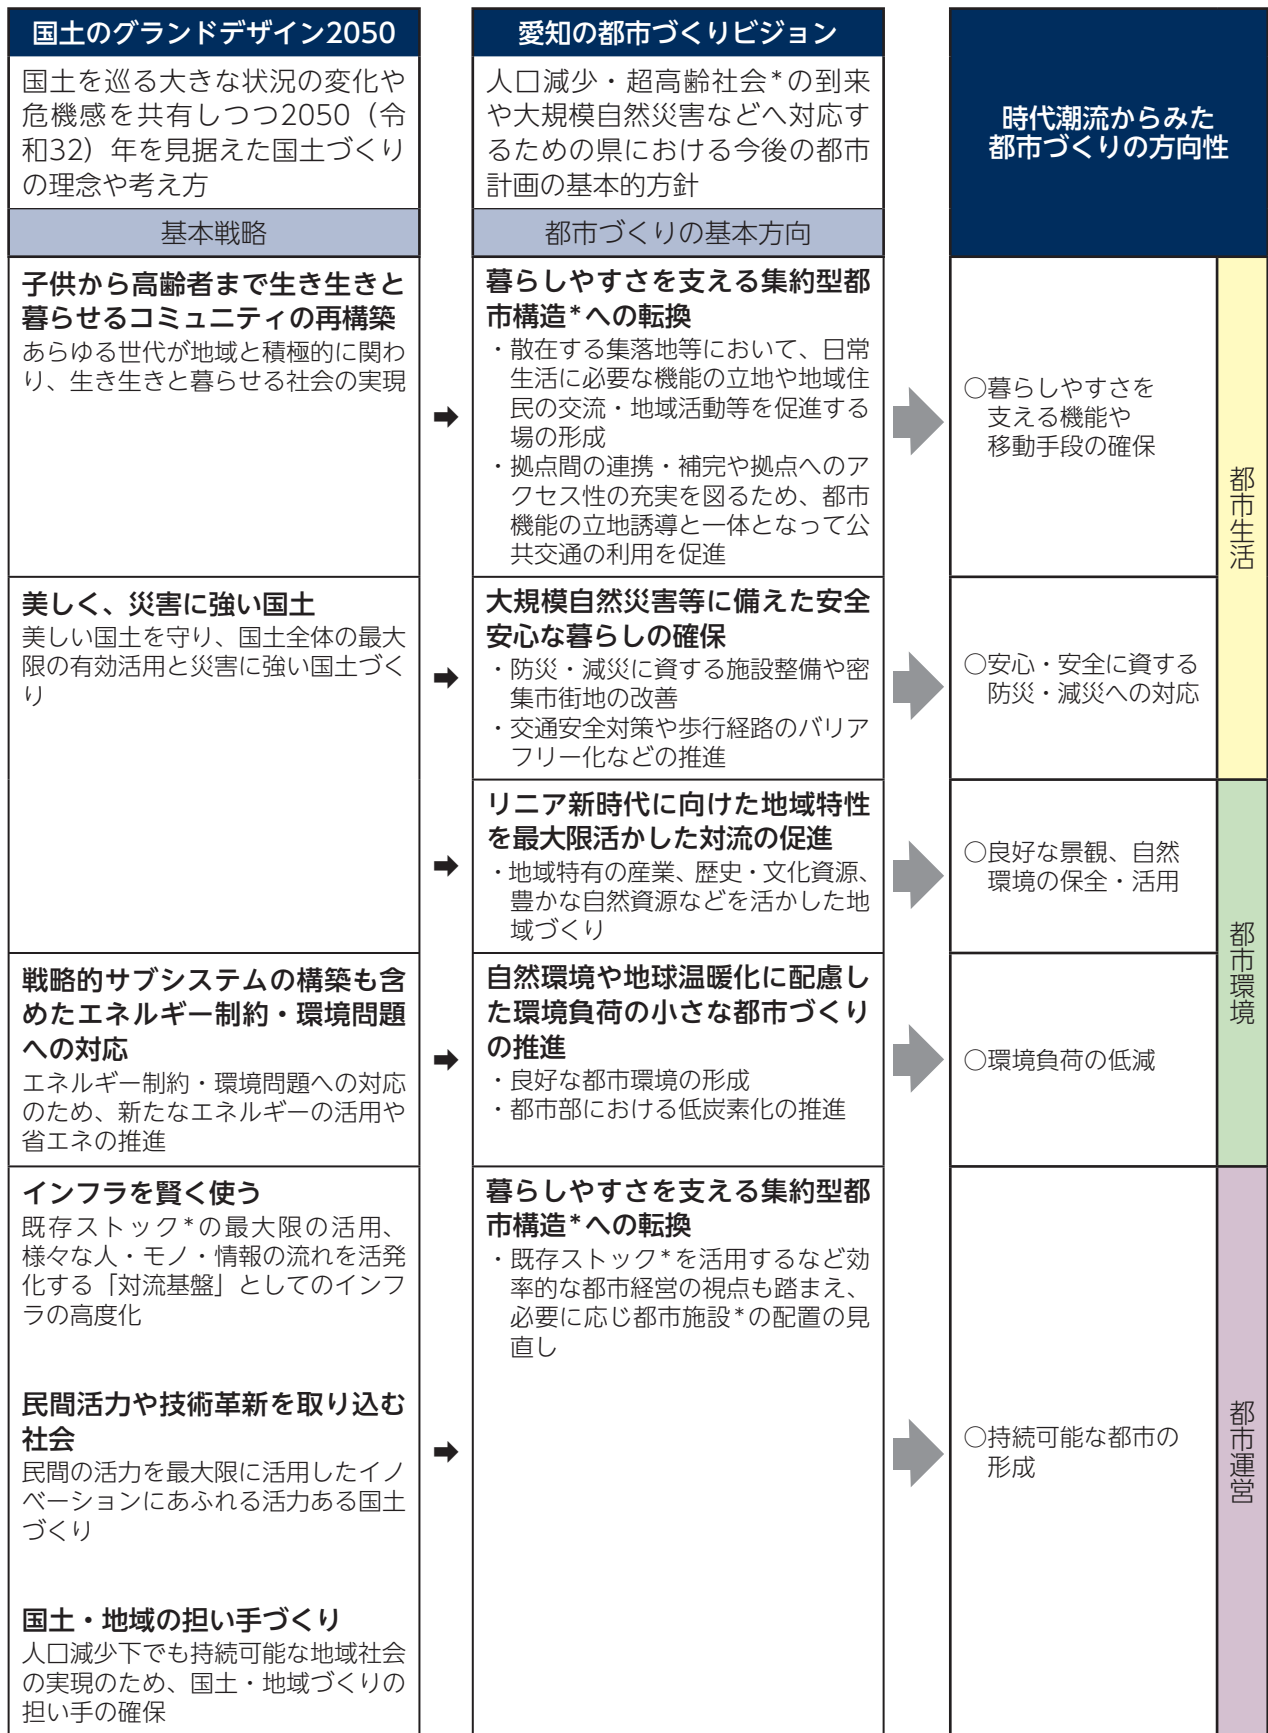 国土のグランドデザイン2050
国土を巡る大きな状況の変化や
危機感を共有しつつ2050（令
和32）年を見据えた国土づくり
の理念や考え方
基本戦略
愛知の都市づくりビジョン
人口減少・超高齢社会*の到来
や大規模自然災害などへ対応す
るための県における今後の都市
計画の基本的方針
都市づくりの基本方向
時代潮流からみた
都市づくりの方向性
子供から高齢者まで生き生きと
暮らせるコミュニティの再構築
あらゆる世代が地域と積極的に関わ
り、生き生きと暮らせる社会の実現
暮らしやすさを支える集約型都
市構造*への転換
・散在する集落地等において、日常
生活に必要な機能の立地や地域住
民の交流・地域活動等を促進する
場の形成
・拠点間の連携・補完や拠点へのア
クセス性の充実を図るため、都市
機能の立地誘導と一体となって公
共交通の利用を促進
○暮らしやすさを
支える機能や
移動手段の確保
都市生活
美しく、災害に強い国土
美しい国土を守り、国土全体の最大
限の有効活用と災害に強い国土づく
り
大規模自然災害等に備えた安全
安心な暮らしの確保
・防災・減災に資する施設整備や密
集市街地の改善
・交通安全対策や歩行経路のバリア
フリー化などの推進
○安心・安全に資する
防災・減災への対応
リニア新時代に向けた地域特性
を最大限活かした対流の促進
・地域特有の産業、歴史・文化資源、
豊かな自然資源などを活かした地
域づくり
○良好な景観、自然
環境の保全・活用
都市環境
戦略的サブシステムの構築も含
めたエネルギー制約・環境問題
への対応
エネルギー制約・環境問題への対応
のため、新たなエネルギーの活用や
省エネの推進
自然環境や地球温暖化に配慮し
た環境負荷の小さな都市づくり
の推進
・良好な都市環境の形成
・都市部における低炭素化の推進
○環境負荷の低減
インフラを賢く使う
既存ストック*の最大限の活用、
様々な人・モノ・情報の流れを活発
化する「対流基盤」としてのインフ
ラの高度化
民間活力や技術革新を取り込む
社会
民間の活力を最大限に活用したイノ
ベーションにあふれる活力ある国土
づくり
国土・地域の担い手づくり
人口減少下でも持続可能な地域社会
の実現のため、国土・地域づくりの
担い手の確保
暮らしやすさを支える集約型都
市構造*への転換
・既存ストック*を活用するなど効
率的な都市経営の視点も踏まえ、
必要に応じ都市施設*の配置の見
直し
○持続可能な都市の
形成
都市運営